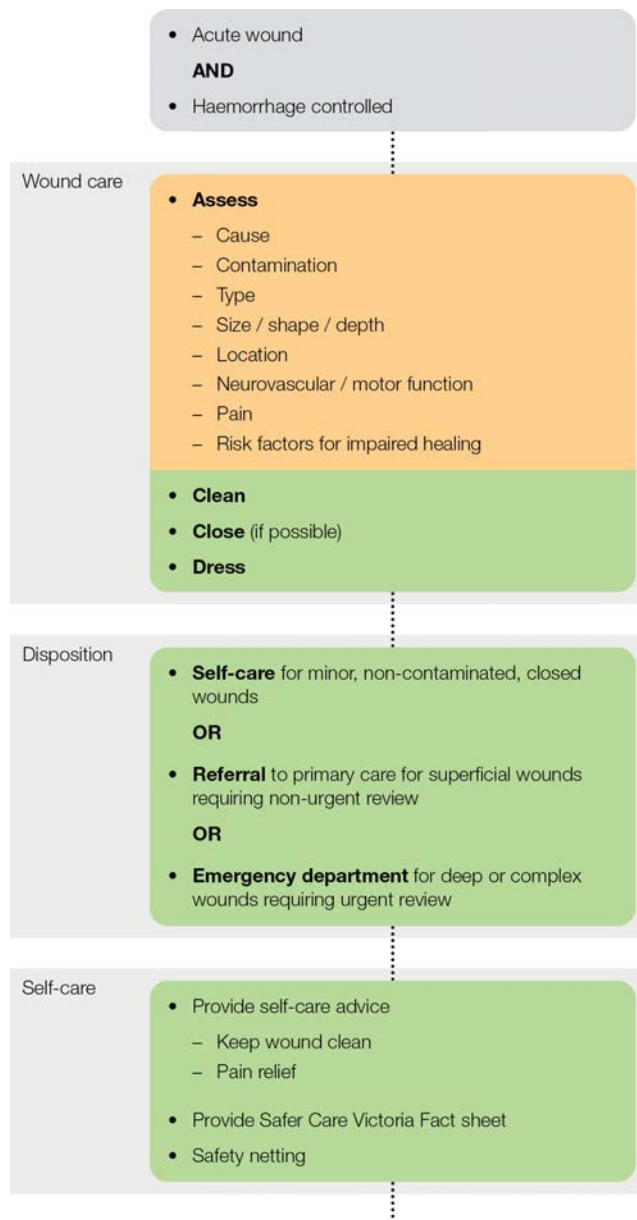 • Acute wound
AND
• Haemorrhage controlled
Wound care
• Assess
– Cause
– Contamination
– Type
– Size / shape / depth
– Location
– Neurovascular / motor function
– Pain
– Risk factors for impaired healing
• Clean
• Close (if possible)
• Dress
Disposition
• Self-care for minor, non-contaminated, closed
wounds
OR
• Referral to primary care for superficial wounds
requiring non-urgent review
OR
• Emergency department for deep or complex
wounds requiring urgent review
Self-care
• Provide self-care advice
– Keep wound clean
– Pain relief
• Provide Safer Care Victoria Fact sheet
• Safety netting